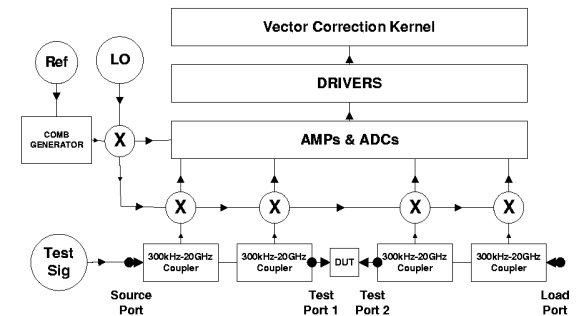 Vector Correction Kernel
Ref
LO
DRIVERS
COMB
GENERATOR
X
AMPs & ADCs
X
X
X
X
Test
Sig
300kHz-20GHz
Coupler
300kHz-20GHz
Coupler
DUT
300kHz-20GHz
Coupler
300kHz-20GHz
Coupler
Source
Port
Test
Port 1
Test
Port 2
Load
Port